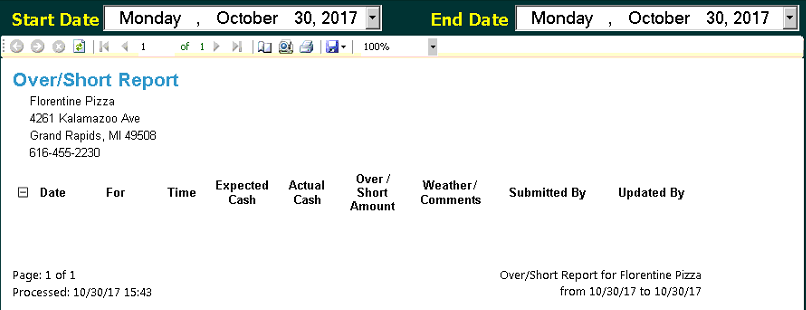 Start Date Monday , October 30, 2017 End Date Monday , October 30, 2017
1 of 1 100%
Over/Short Report
Florentine Pizza
4261 Kalamazoo Ave
Grand Rapids, MI 49508
616-455-2230
Date For Time Expected Cash Actual Cash Over / Short Amount Weather/ Comments Submitted By Updated By
Page: 1 of 1 Over/Short Report for Florentine Pizza
Processed: 10/30/17 15:43 from 10/30/17 to 10/30/17